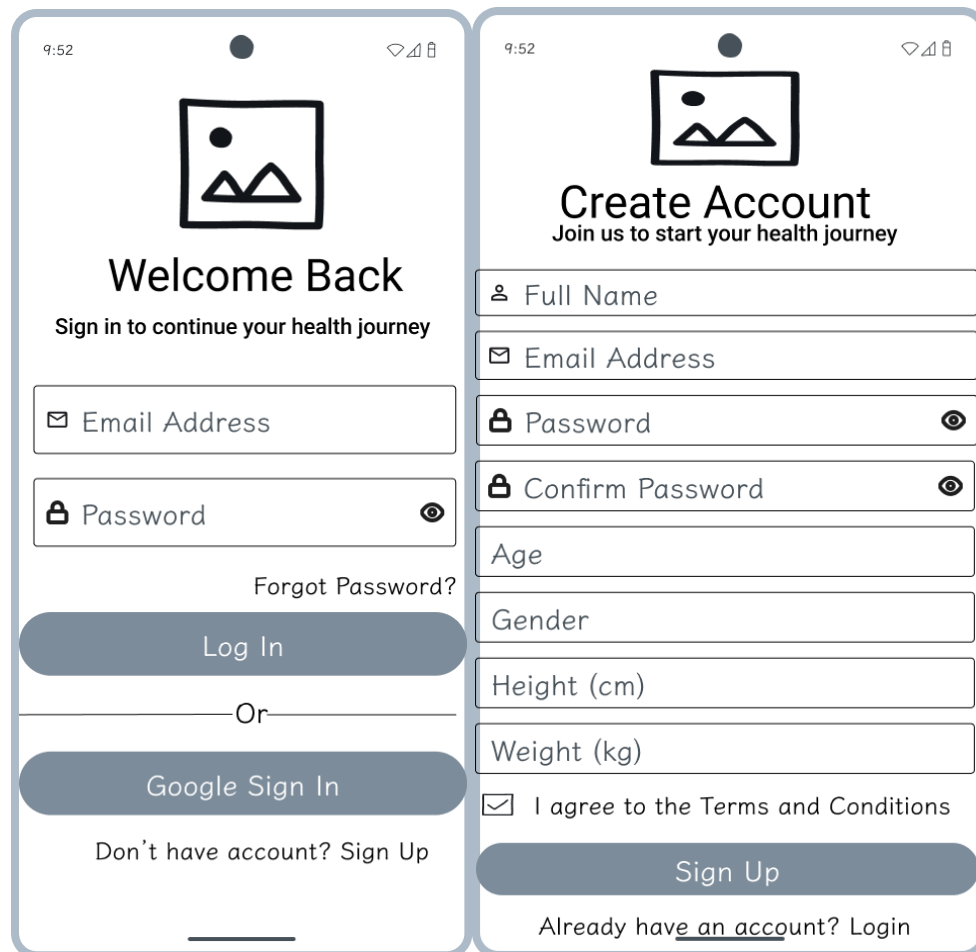 9:52
Welcome Back
Sign in to continue your health journey
Email Address
Password
Forgot Password?
Log In
Or
Google Sign In
Don't have account? Sign Up
9:52
Create Account
Join us to start your health journey
Full Name
Email Address
Password
Confirm Password
Age
Gender
Height (cm)
Weight (kg)
I agree to the Terms and Conditions
Sign Up
Already have an account? Login